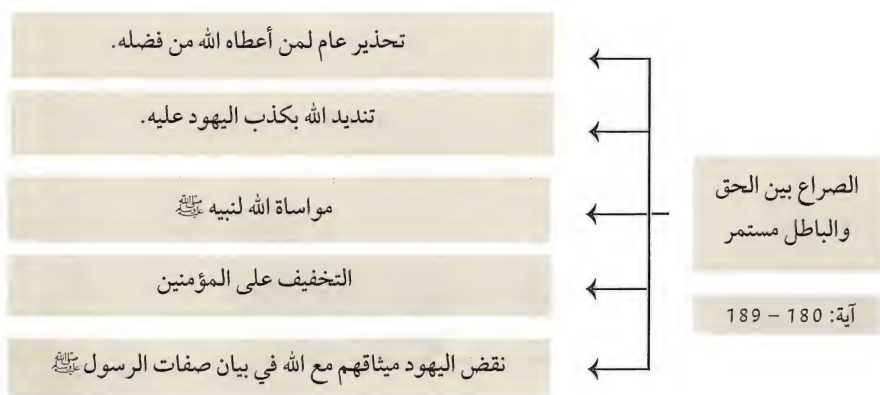 الصراع بين الحق
والباطل مستمر
آية: 180 – 189
تحذير عام لمن أعطاه الله من فضله.
تنديد الله بكذب اليهود عليه.
مواساة الله لنبيه ﷺ
التخفيف على المؤمنين
نقض اليهود ميثاقهم مع الله في بيان صفات الرسول ﷺ